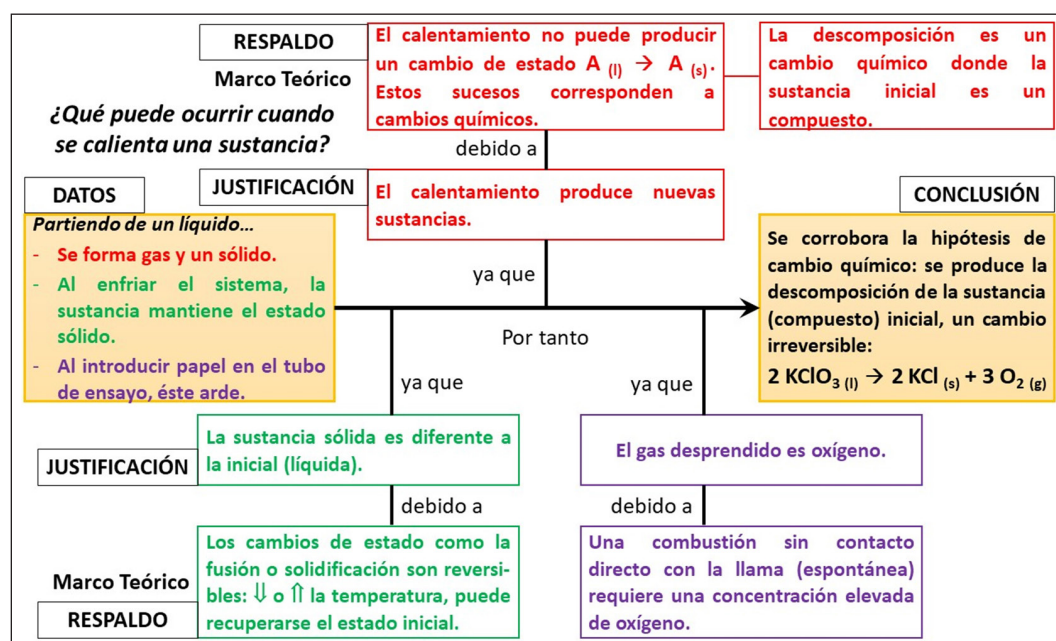 RESPALDO
Marco Teórico
El calentamiento no puede producir
un cambio de estado A (l) → A (s).
Estos sucesos corresponden a
cambios químicos.
La descomposición es un
cambio químico donde la
sustancia inicial es un
compuesto.
¿Qué puede ocurrir cuando
se calienta una sustancia?
debido a
JUSTIFICACIÓN
El calentamiento produce nuevas
sustancias.
DATOS
Partiendo de un líquido...
- Se forma gas y un sólido.
- Al enfriar el sistema, la
sustancia mantiene el estado
sólido.
- Al introducir papel en el tubo
de ensayo, éste arde.
ya que
Por tanto
CONCLUSIÓN
Se corrobora la hipótesis de
cambio químico: se produce la
descomposición de la sustancia
(compuesto) inicial, un cambio
irreversible:
2 KClO3 (l) → 2 KCl (s) + 3 O2 (g)
ya que
ya que
JUSTIFICACIÓN
La sustancia sólida es diferente a
la inicial (líquida).
El gas desprendido es oxígeno.
debido a
debido a
Marco Teórico
RESPALDO
Los cambios de estado como la
fusión o solidificación son reversi-
bles: ⇓ o ⇑ la temperatura, puede
recuperarse el estado inicial.
Una combustión sin contacto
directo con la llama (espontánea)
requiere una concentración elevada
de oxígeno.